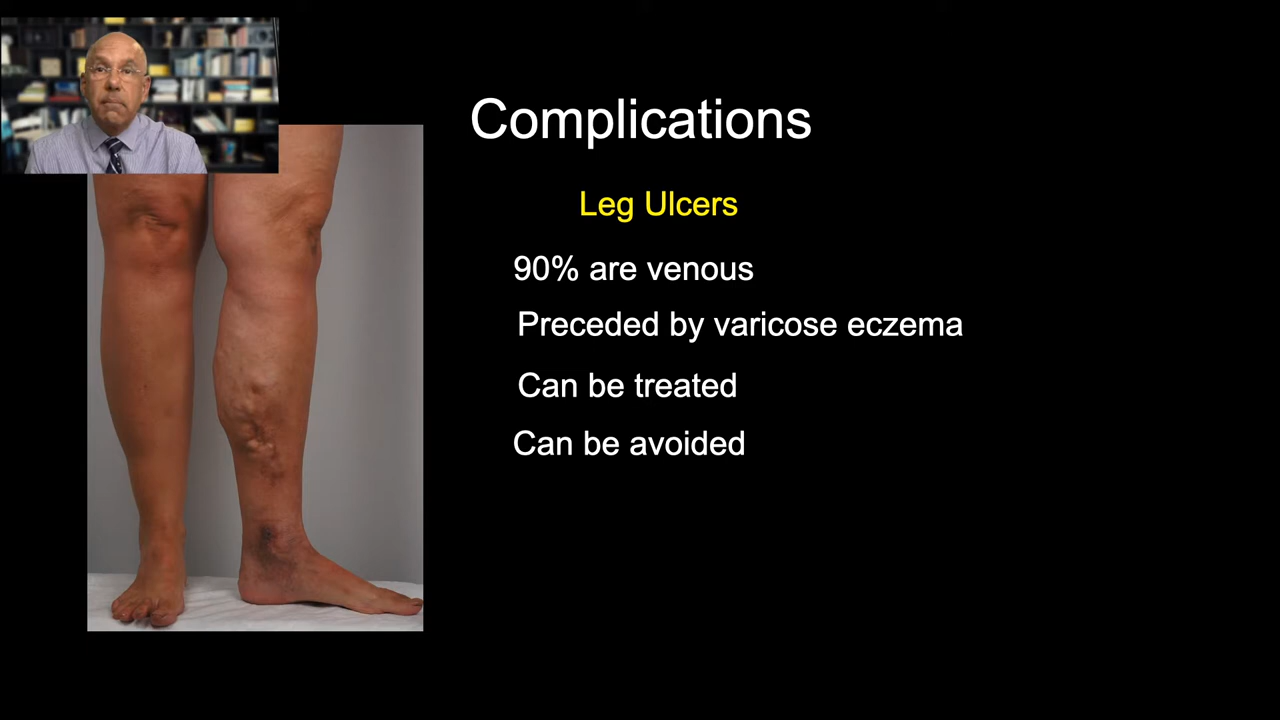 Complications
Leg Ulcers
90% are venous
Preceded by varicose eczema
Can be treated
Can be avoided